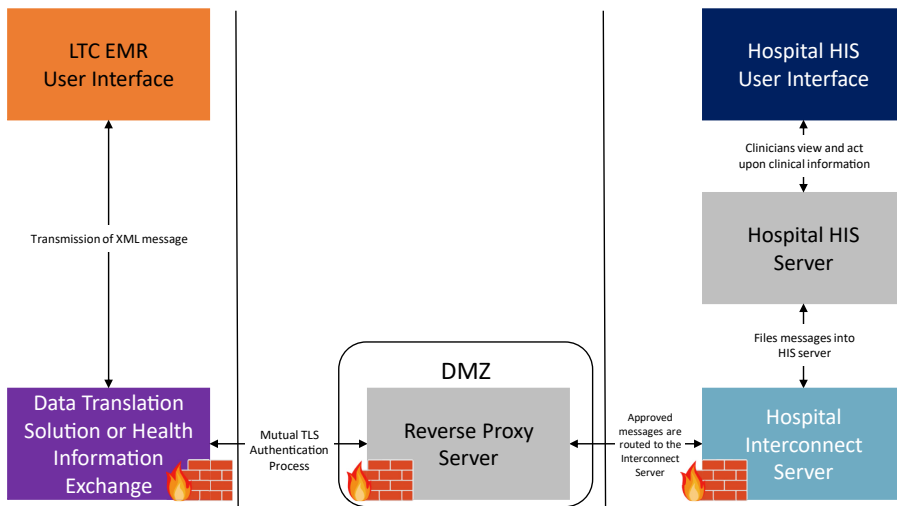 LTC EMR
User Interface
Transmission of XML message
Data Translation
Solution or Health
Information
Exchange
Mutual TLS
Authentication
Process
DMZ
Reverse Proxy
Server
Approved
messages are
routed to the
Interconnect
Server
Hospital HIS
User Interface
Clinicians view and act
upon clinical information
Hospital HIS
Server
Files messages into
HIS server
Hospital
Interconnect
Server